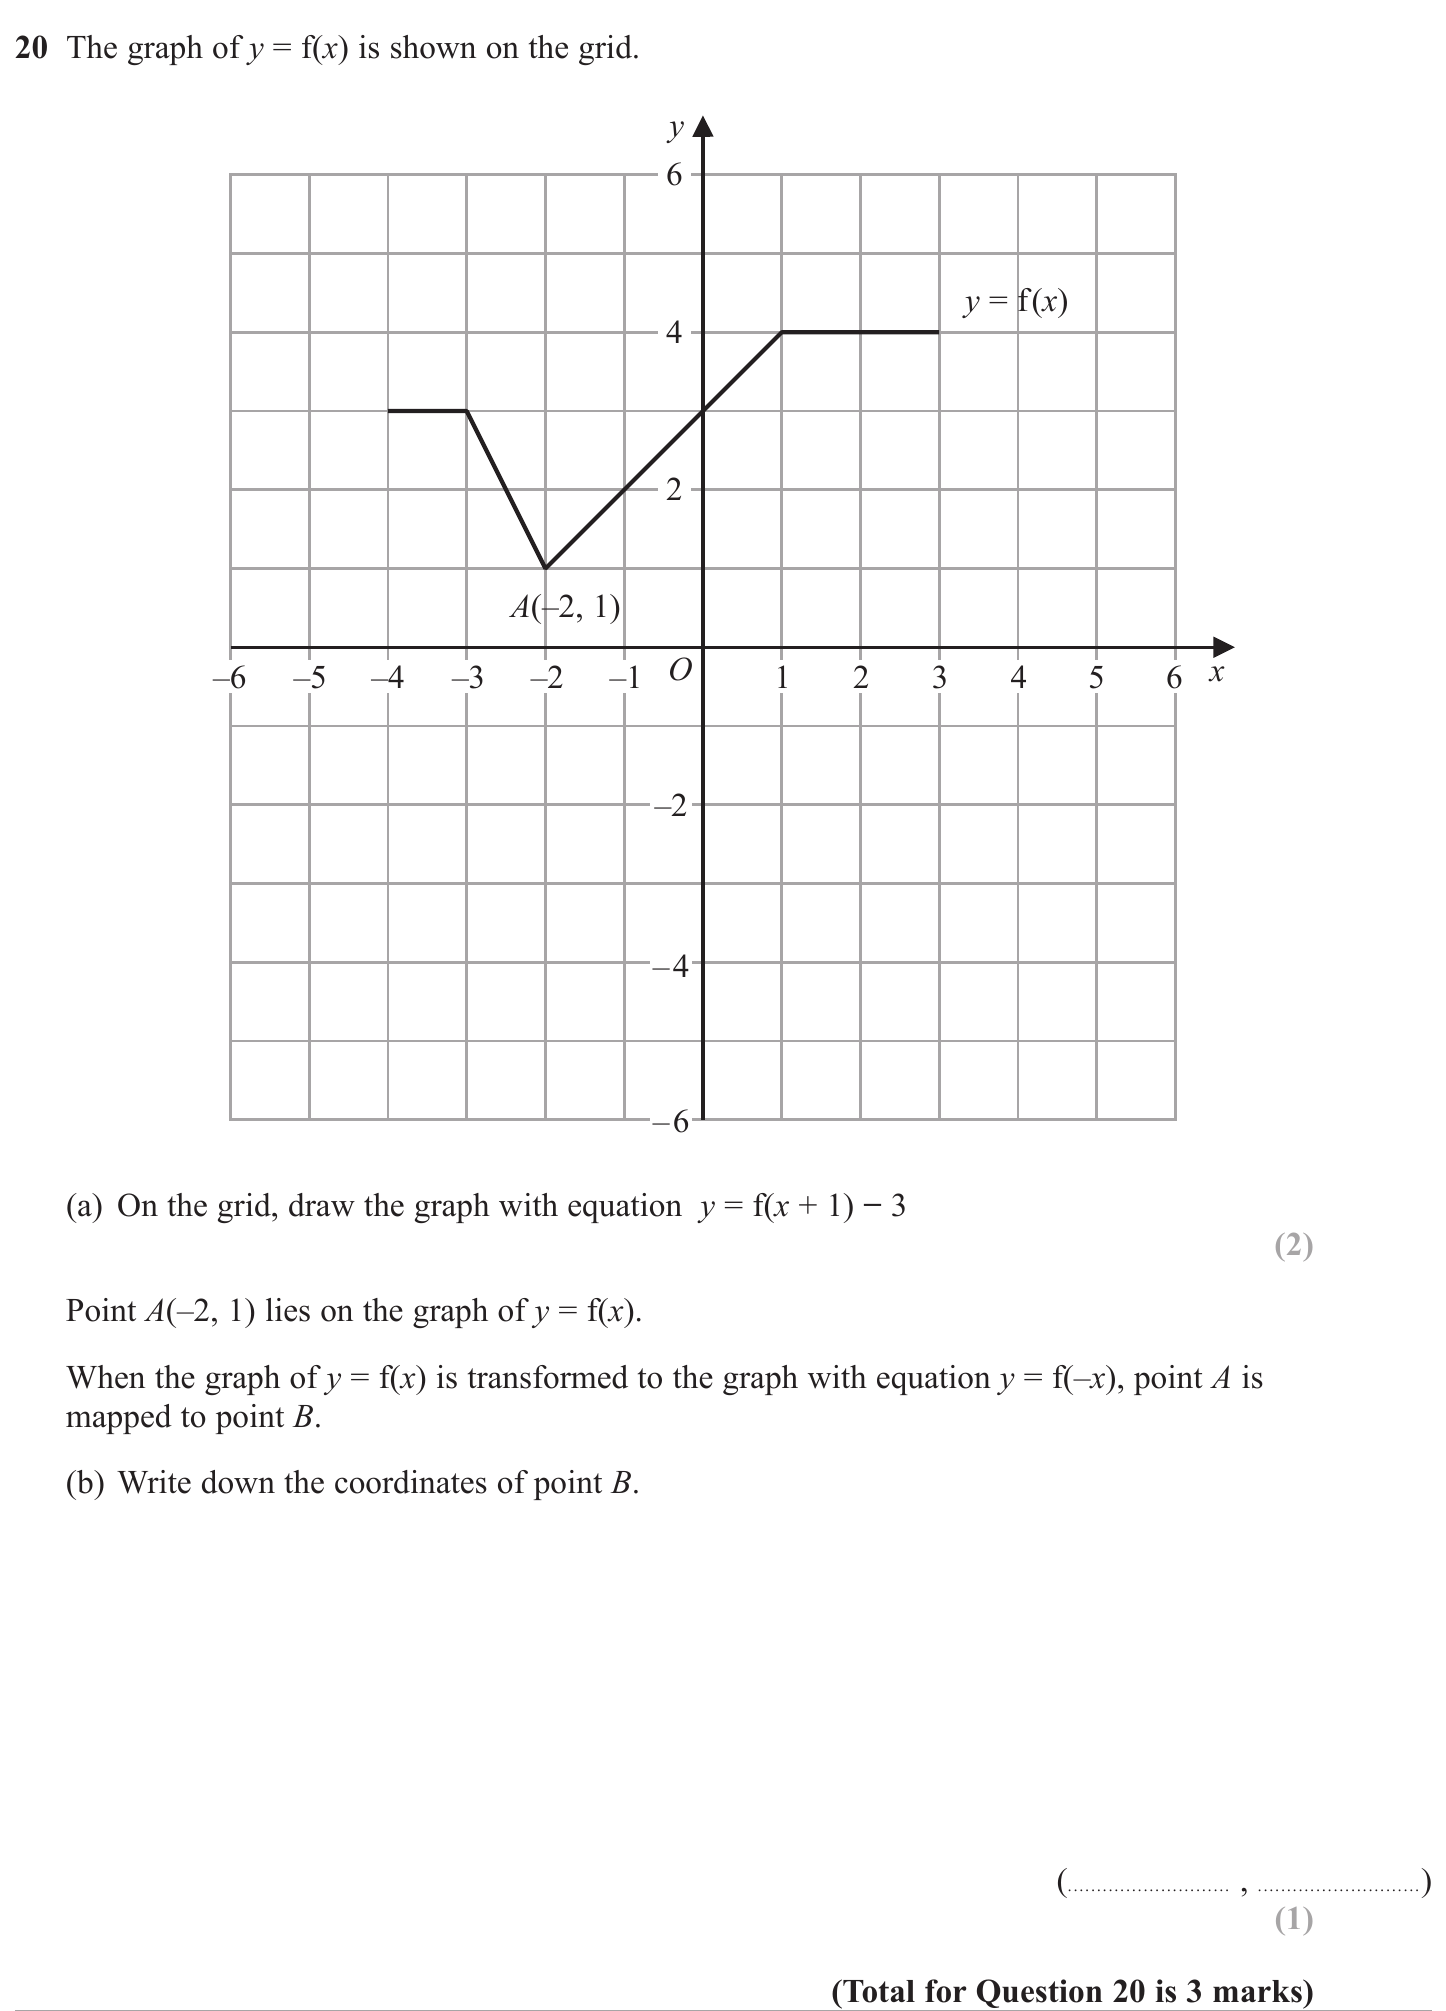 20 The graph of y = f(x) is shown on the grid.
y
6
y = f(x)
4
2
A(–2, 1)
–6 –5 –4 –3 –2 –1 O 1 2 3 4 5 6 x
–2
–4
–6
(a) On the grid, draw the graph with equation y = f(x + 1) − 3
(2)
Point A(–2, 1) lies on the graph of y = f(x).
When the graph of y = f(x) is transformed to the graph with equation y = f(–x), point A is
mapped to point B.
(b) Write down the coordinates of point B.
(............................ , ............................)
(1)
(Total for Question 20 is 3 marks)